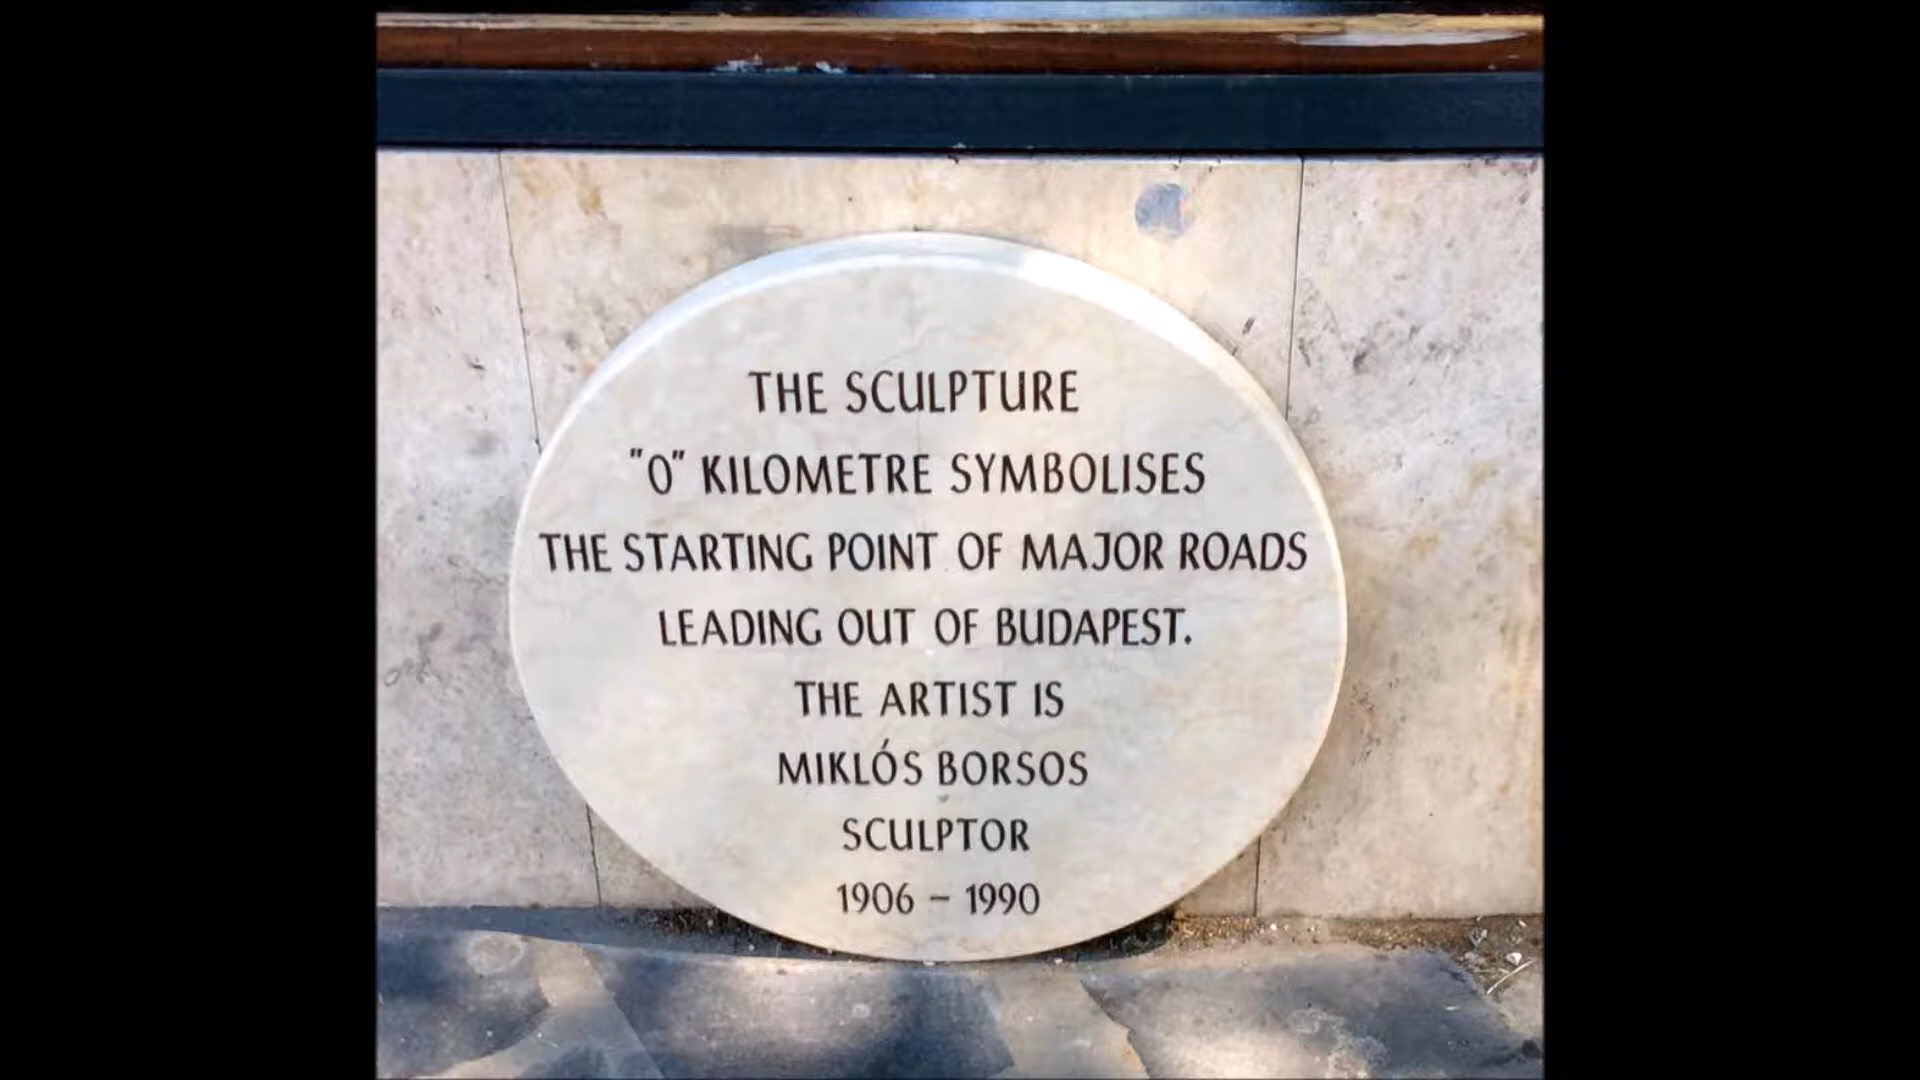 THE SCULPTURE
"0" KILOMETRE SYMBOLISES
THE STARTING POINT OF MAJOR ROADS
LEADING OUT OF BUDAPEST.
THE ARTIST IS
MIKLÓS BORSOS
SCULPTOR
1906 – 1990